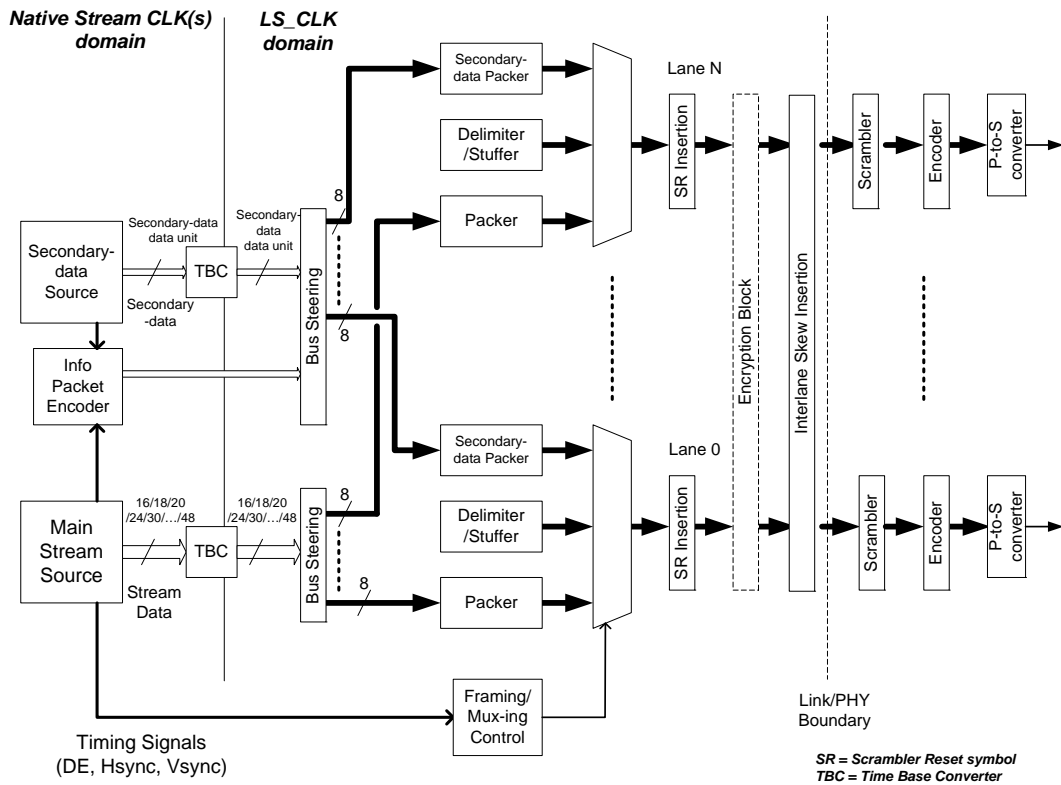 Native Stream CLK(s)
domain
LS_CLK
domain
Secondary-
data Packer
Delimiter
/Stuffer
Packer
Lane N
SR Insertion
Encryption Block
Interlane Skew Insertion
Scrambler
Encoder
P-to-S
converter
8
8
Secondary-
data
Source
Secondary-data
data unit
Secondary
-data
TBC
Secondary-
data
data unit
Bus Steering
Info
Packet
Encoder
Secondary-
data Packer
Delimiter
/Stuffer
Packer
Lane 0
SR Insertion
Scrambler
Encoder
P-to-S
converter
Main
Stream
Source
16/18/20
/24/30/…/48
Stream
Data
TBC
16/18/20
/24/30/…/48
Bus Steering
8
8
Framing/
Mux-ing
Control
Timing Signals
(DE, Hsync, Vsync)
Link/PHY
Boundary
SR = Scrambler Reset symbol
TBC = Time Base Converter